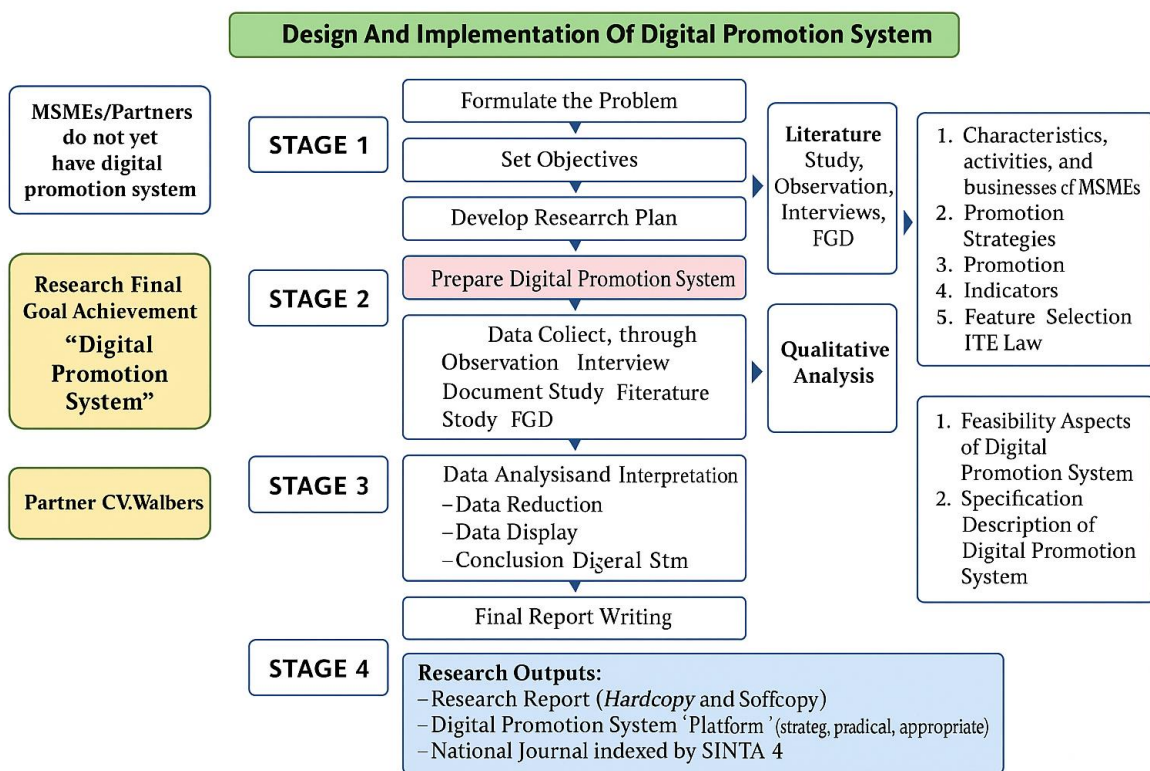 Design And Implementation Of Digital Promotion System
MSMEs/Partners
do not yet
have digital
promotion system
Research Final
Goal Achievement
“Digital
Promotion
System”
Partner CV.Walbers
STAGE 1
STAGE 2
STAGE 3
STAGE 4
Formulate the Problem
Set Objectives
Develop Researrch Plan
Prepare Digital Promotion System
Data Coliect, through
Observation Interview
Document Study Fiterature
Stody FGD
Data Analysisand Interpretation
–Data Reduction
–Data Display
–Conclusion Dizeral Stm
Final Report Writing
Research Outputs:
–Research Report (Hardcopy and Soffcopy)
–Digital Promotion System ‘Platform’ (strateg, pradical, appropriate)
–National Journal indexed by SINTA 4
Literature
Study,
Observation,
Interviews,
FGD
Qualitative
Analysis
1. Characteristics,
activities, and
businesses cf MSMEs
2. Promotion
Strategies
3. Promotion
4. Indicators
5. Feature Selection
ITE Law
1. Feasibility Aspects
of Digital
Promotion System
2. Specification
Description of
Digital Promotion
System